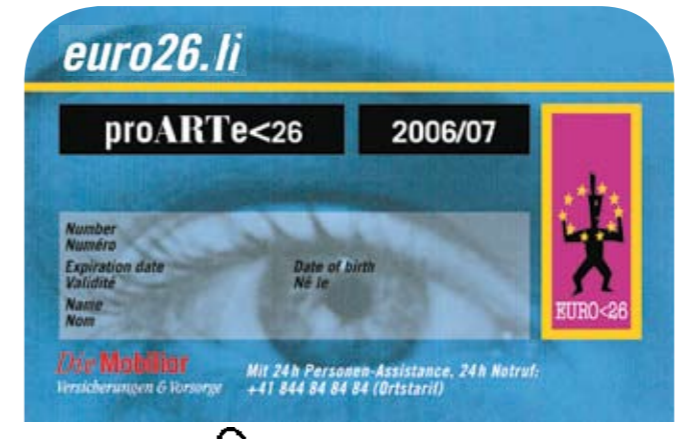 euro26.li
proARTe<26
2006/07
Number
Numéro
Expiration date
Validité
Date of birth
Né le
Name
Nom
EURO<26
Die Mobiliar
Versicherungen & Vorsorge
Mit 24h Personen-Assistance, 24h Notruf:
+41 844 84 84 84 (Ortstarif)